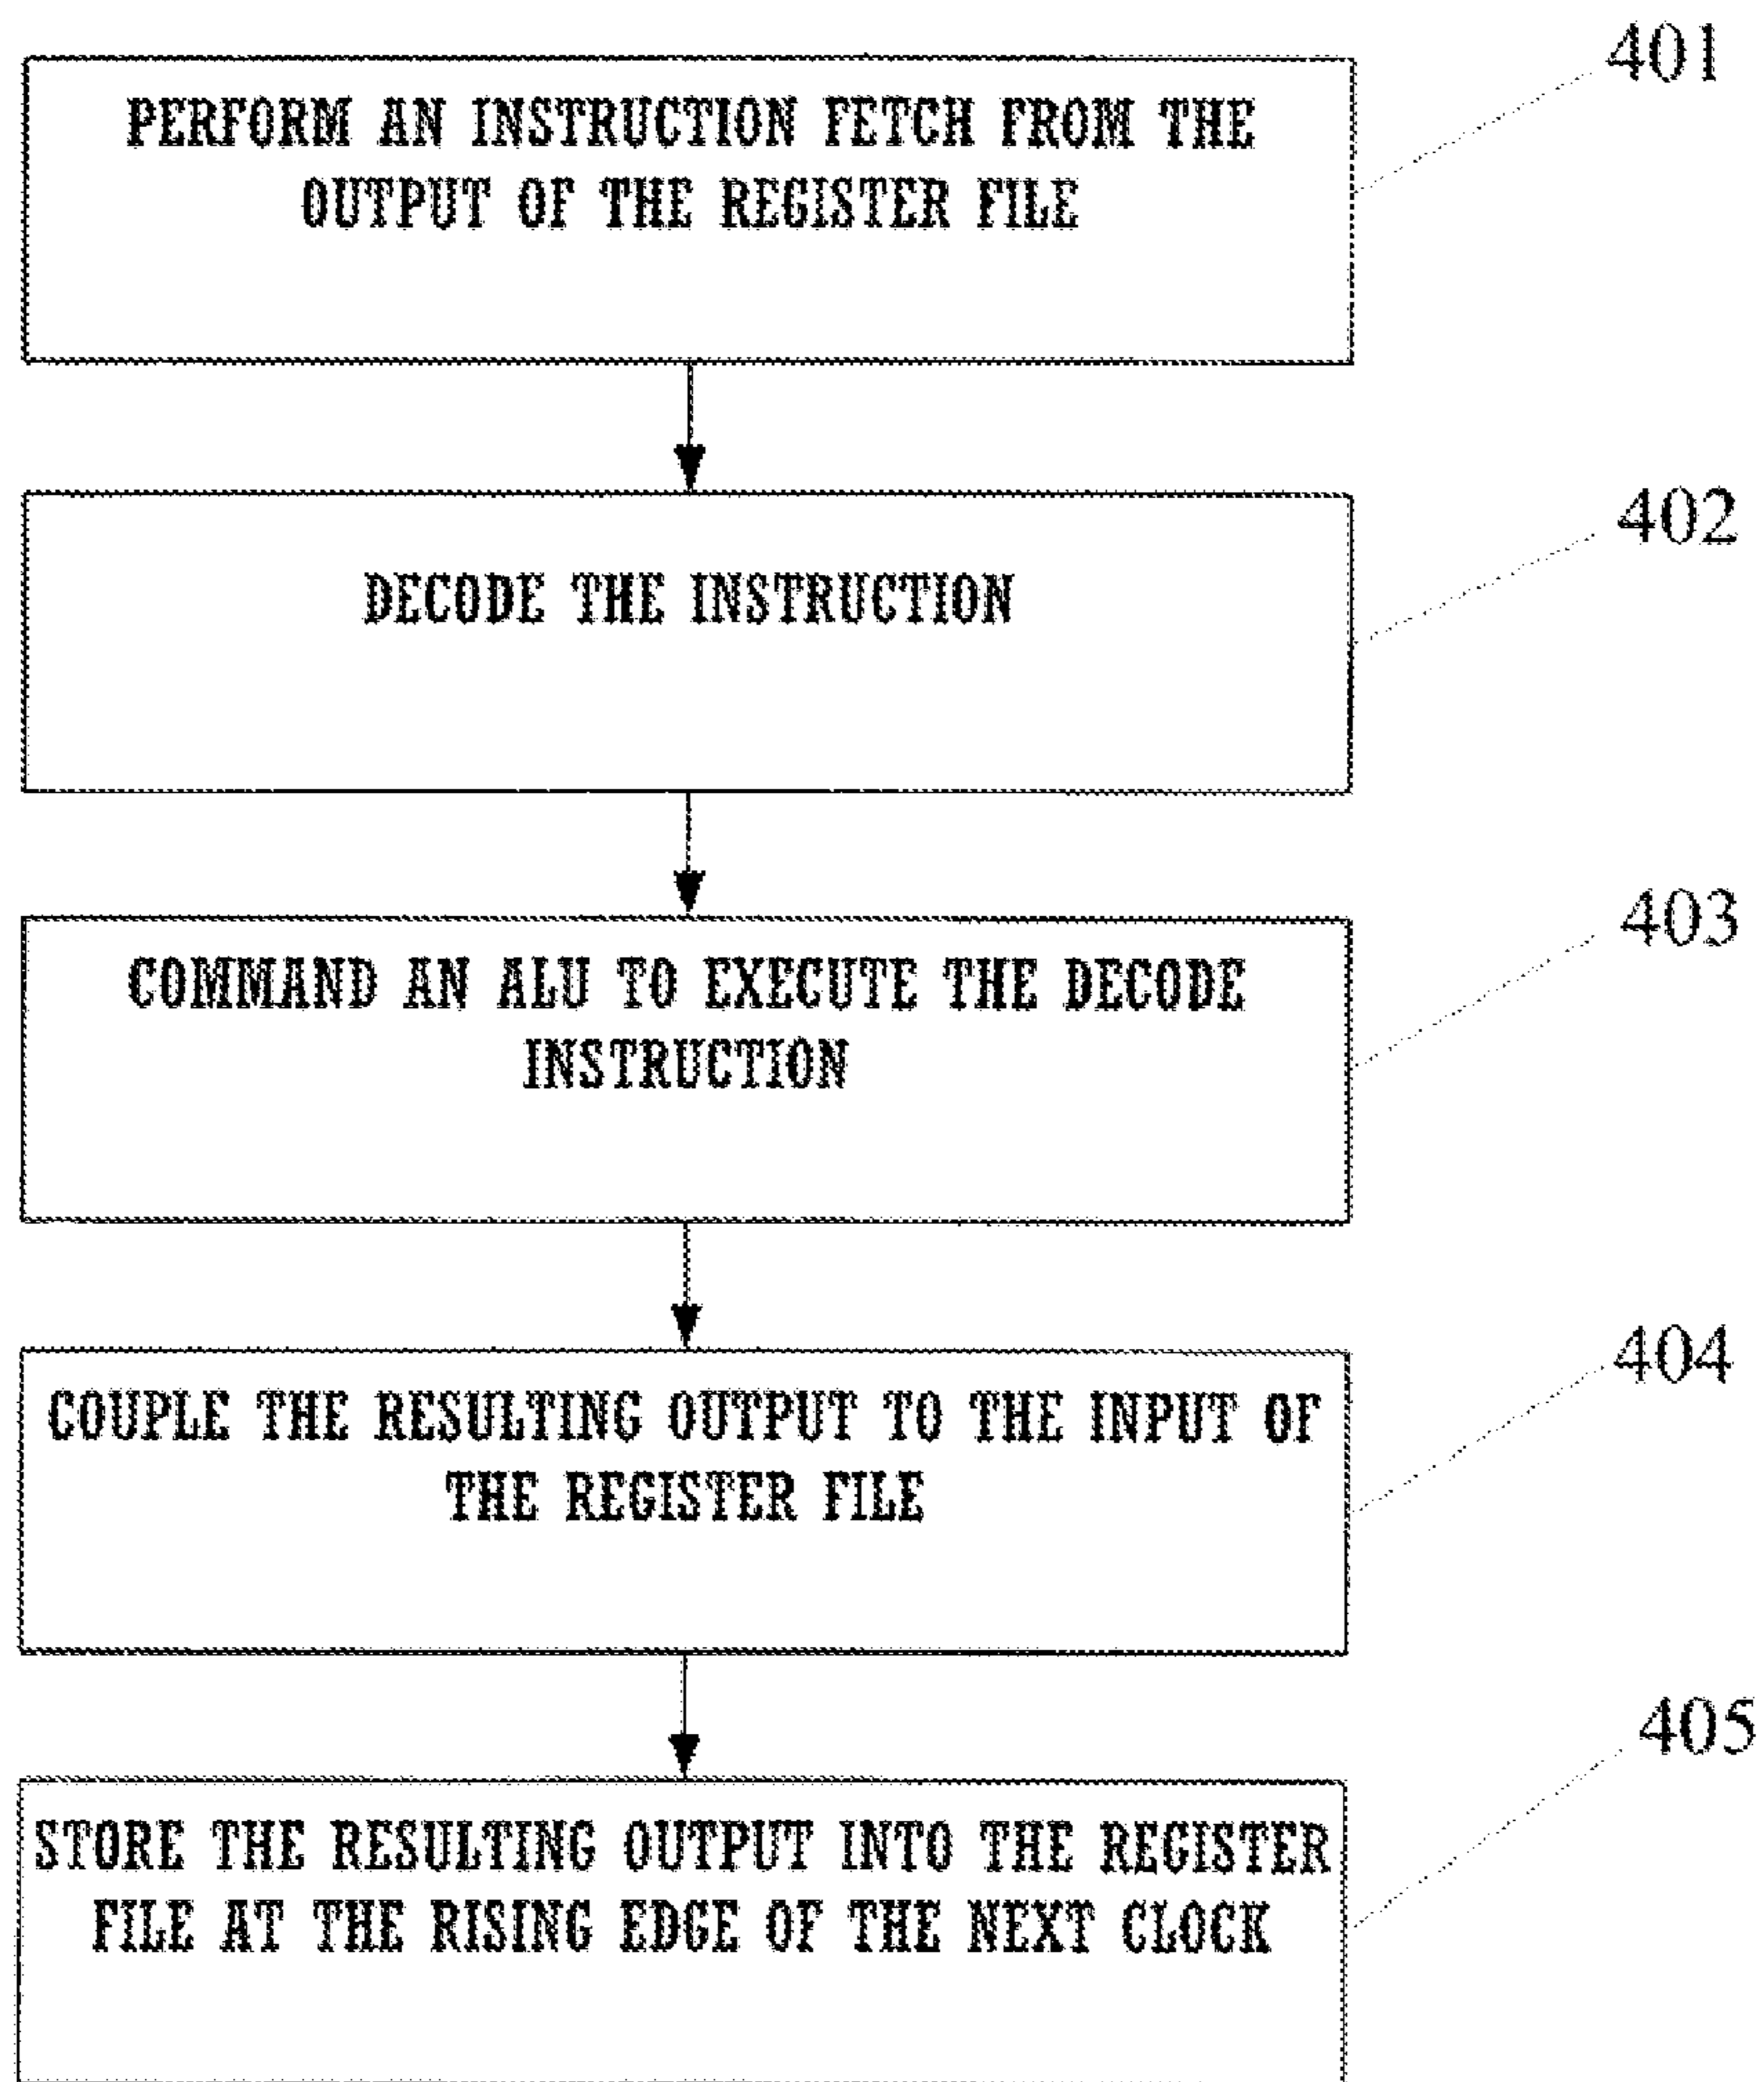 401
PERFORM AN INSTRUCTION FETCH FROM THE
OUTPUT OF THE REGISTER FILE
402
DECODE THE INSTRUCTION
403
COMMAND AN ALU TO EXECUTE THE DECODE
INSTRUCTION
404
COUPLE THE RESULTING OUTPUT TO THE INPUT OF
THE REGISTER FILE
405
STORE THE RESULTING OUTPUT INTO THE REGISTER
FILE AT THE RISING EDGE OF THE NEXT CLOCK